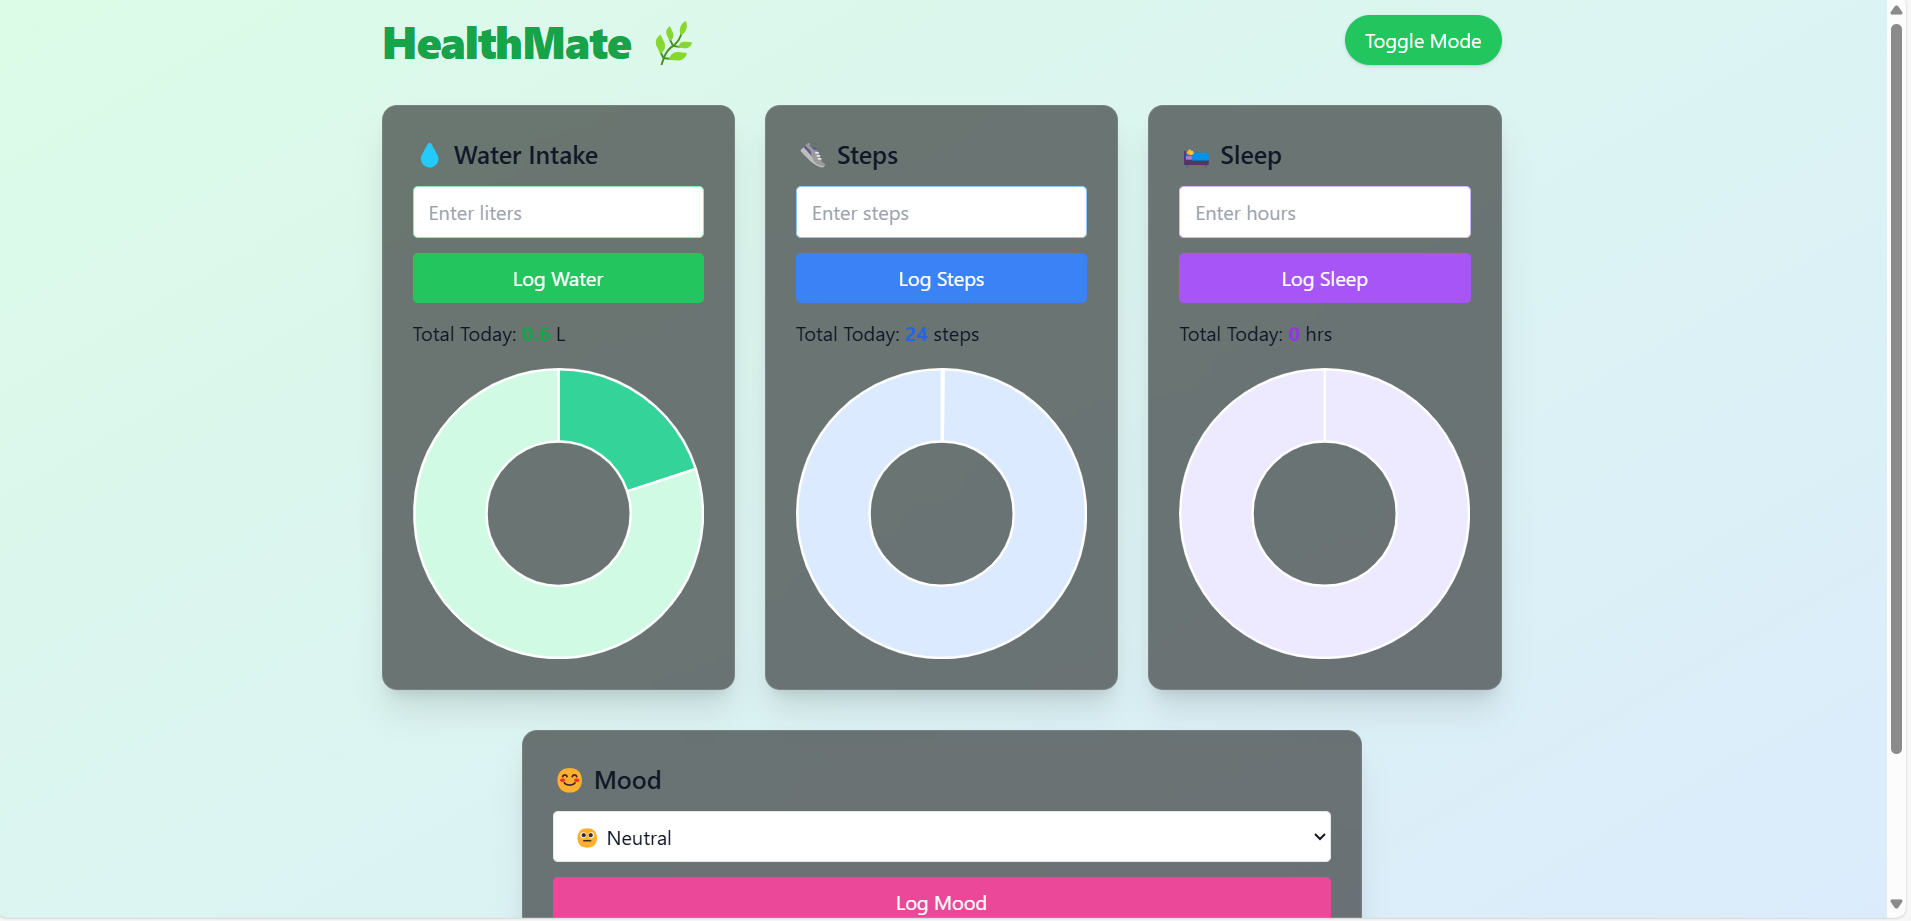 HealthMate
Toggle Mode
Water Intake
Enter liters
Log Water
Total Today: 0.6 L
Steps
Enter steps
Log Steps
Total Today: 24 steps
Sleep
Enter hours
Log Sleep
Total Today: 0 hrs
Mood
Neutral
Log Mood